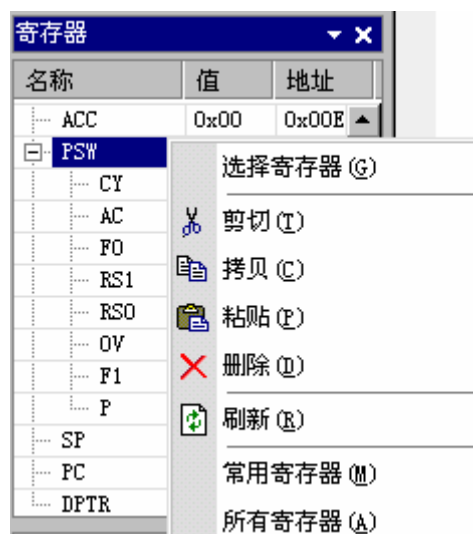 寄存器
名称 值 地址
ACC 0x00 0x00E
PSW
选择寄存器(G)
CY
AC
剪切(T)
F0
拷贝(C)
RS1
RS0
粘贴(P)
OV
删除(D)
F1
P
刷新(R)
SP
PC
常用寄存器(M)
DPTR
所有寄存器(A)